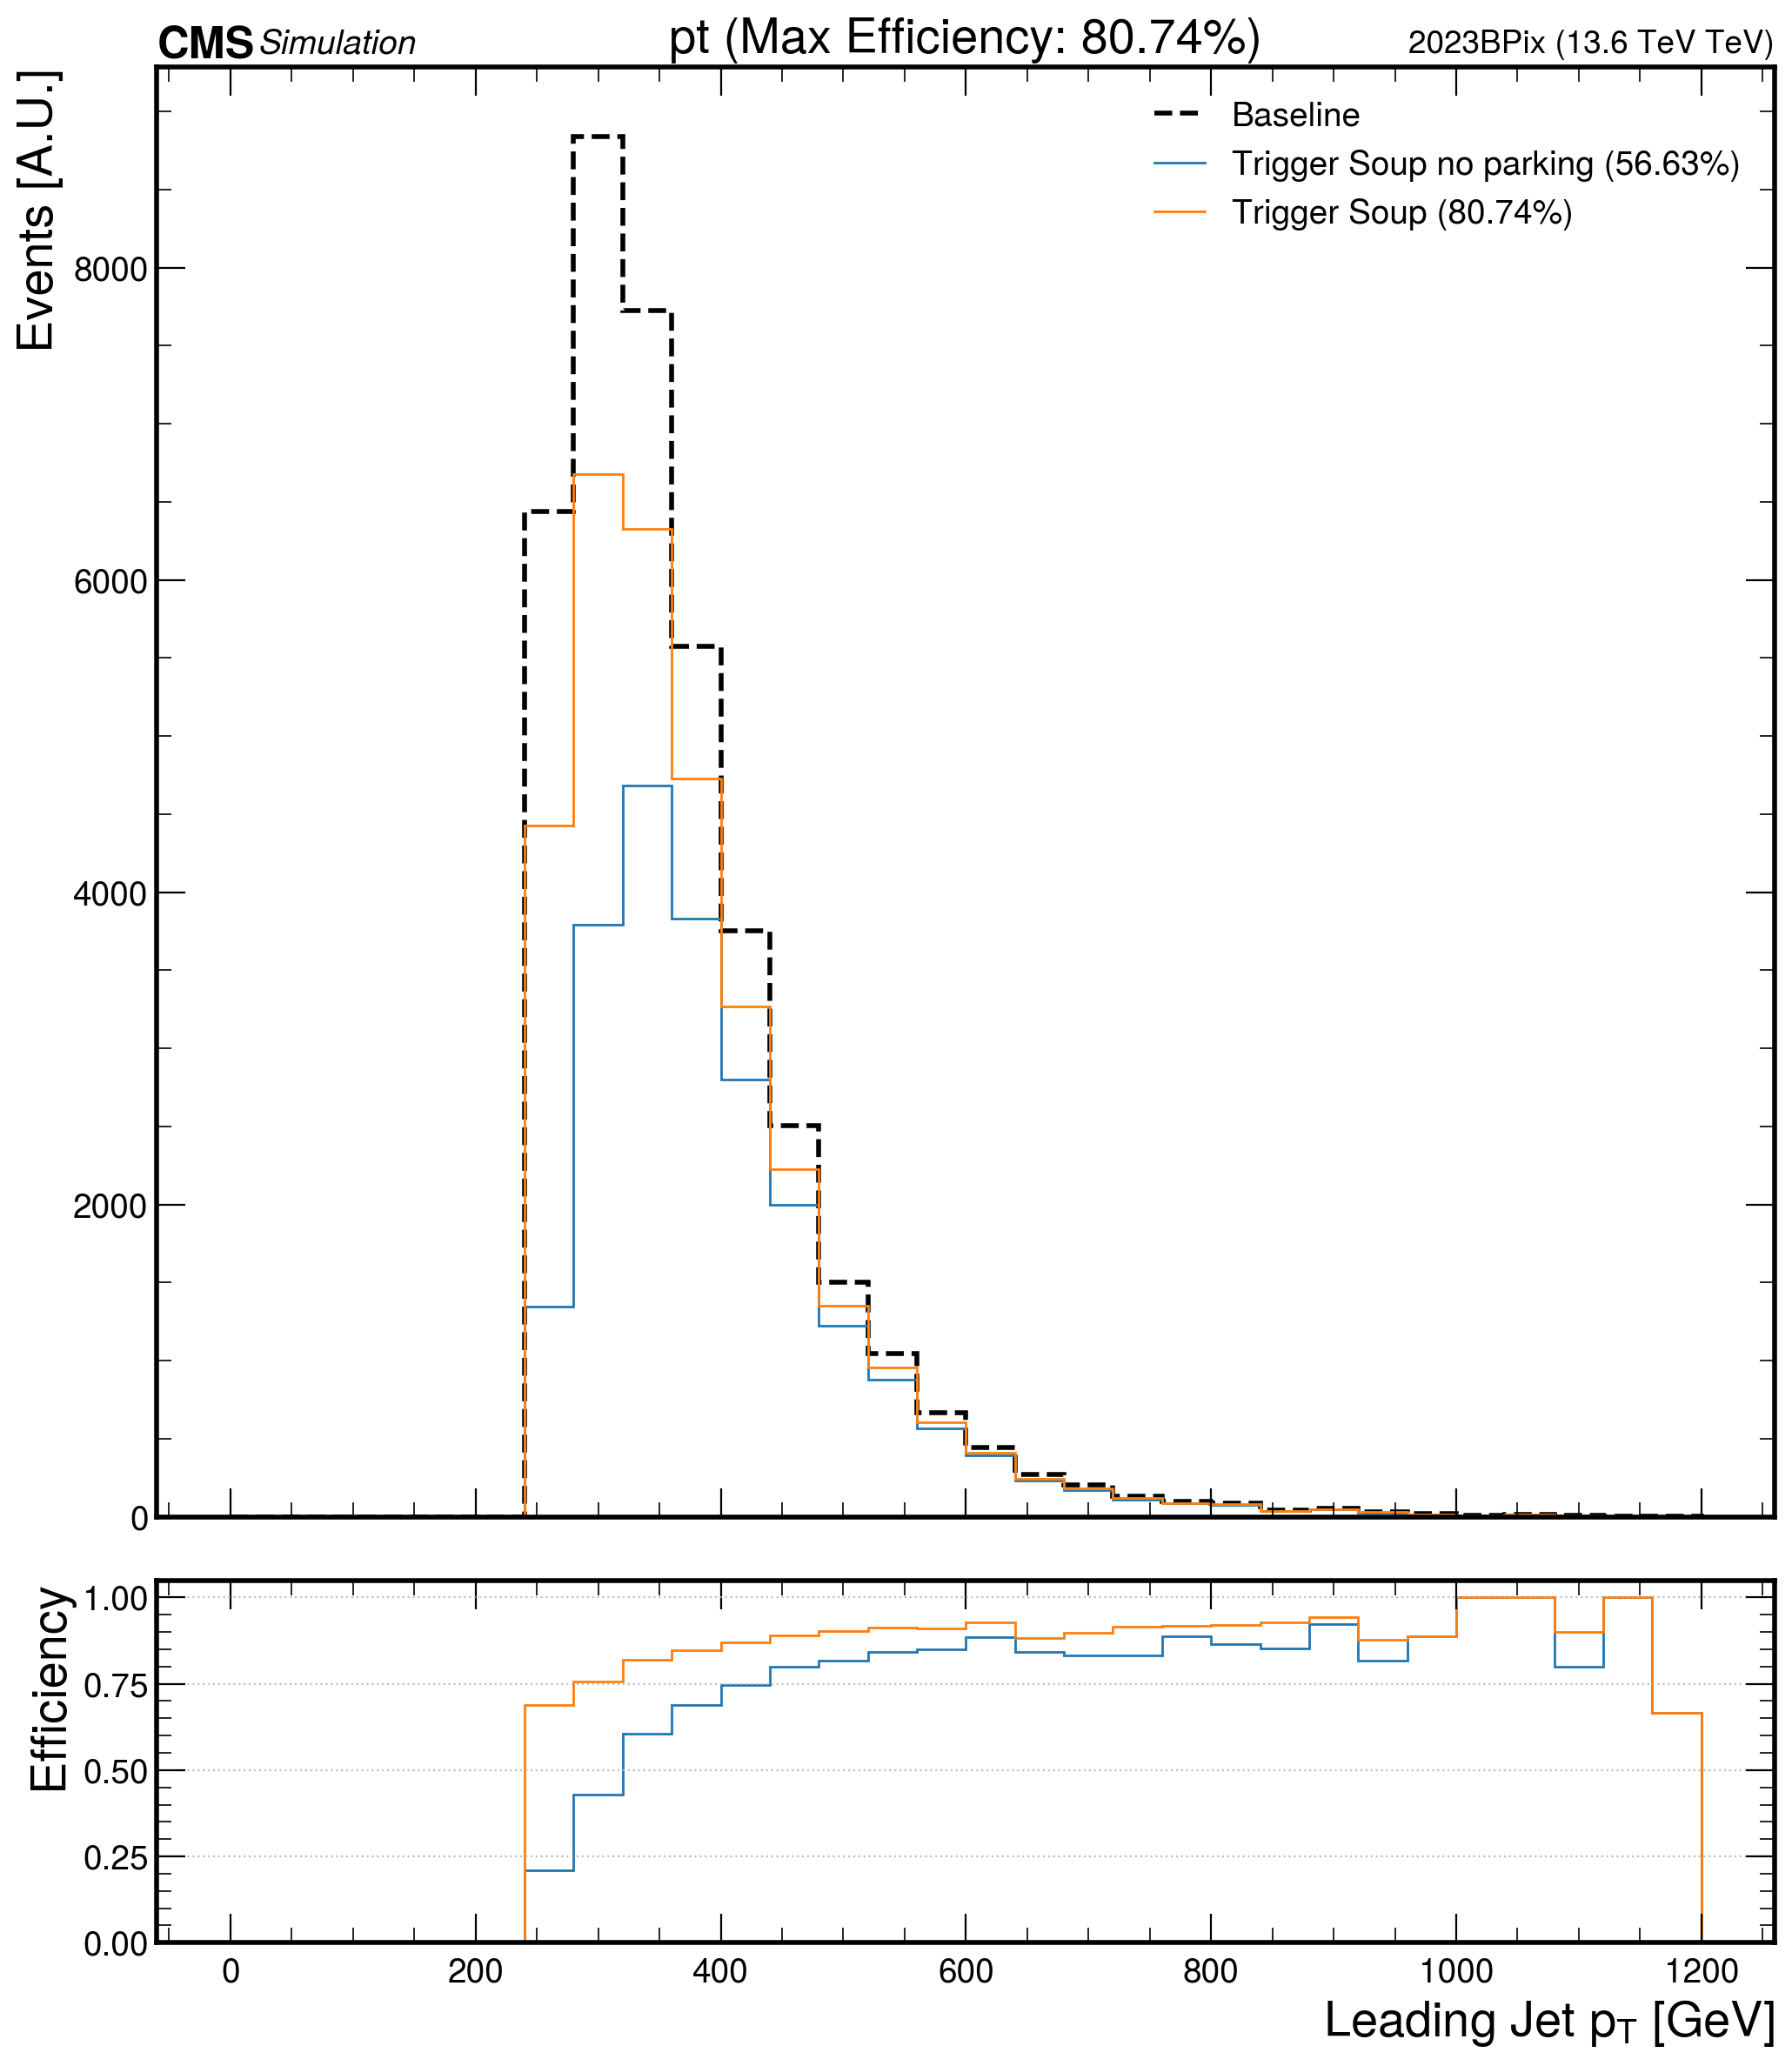 CMS Simulation
pt (Max Efficiency: 80.74%)
2023BPix (13.6 TeV TeV)
Events [A.U.]
Baseline
Trigger Soup no parking (56.63%)
Trigger Soup (80.74%)
8000
6000
4000
2000
0
Efficiency
1.00
0.75
0.50
0.25
0.00
0 200 400 600 800 1000 1200
Leading Jet pT [GeV]